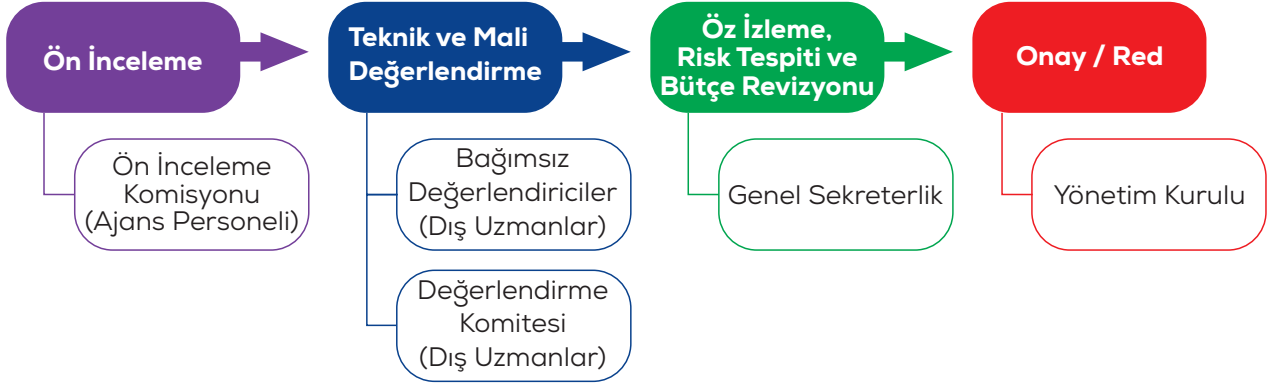 Ön İnceleme
Teknik ve Mali
Değerlendirme
Öz İzleme,
Risk Tespiti ve
Bütçe Revizyonu
Onay / Red
Ön İnceleme
Komisyonu
(Ajans Personeli)
Bağımsız
Değerlendiriciler
(Dış Uzmanlar)
Değerlendirme
Komitesi
(Dış Uzmanlar)
Genel Sekreterlik
Yönetim Kurulu